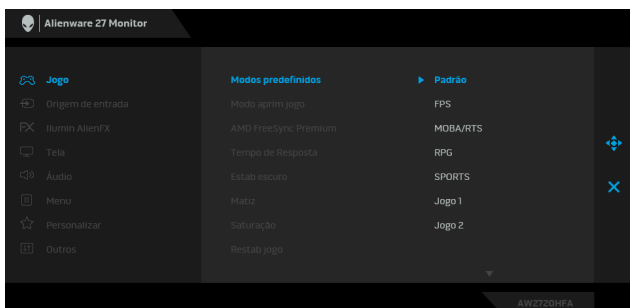 Alienware 27 Monitor
Jogo
Modos predefinidos
Padrão
Origem de entrada
Modo aprim jogo
FPS
FX
Ilumin AlienFX
AMD FreeSync Premium
MOBA/RTS
Tela
Tempo de Resposta
RPG
Áudio
Estab escuro
SPORTS
Menu
Matiz
Jogo 1
Personalizar
Saturação
Jogo 2
Outros
Restab jogo
AW2720HFA